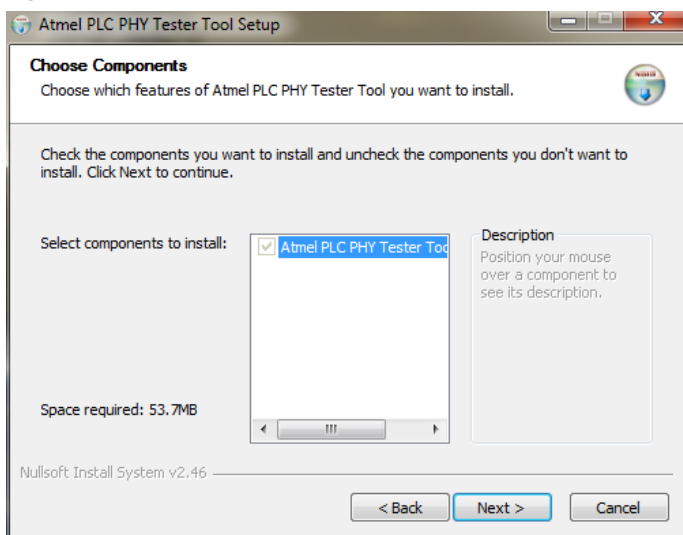 Atmel PLC PHY Tester Tool Setup
Choose Components
Choose which features of Atmel PLC PHY Tester Tool you want to install.
Check the components you want to install and uncheck the components you don't want to
install. Click Next to continue.
Select components to install:
Atmel PLC PHY Tester Too
Description
Position your mouse
over a component to
see its description.
Space required: 53.7MB
Nullsoft Install System v2.46
< Back
Next >
Cancel